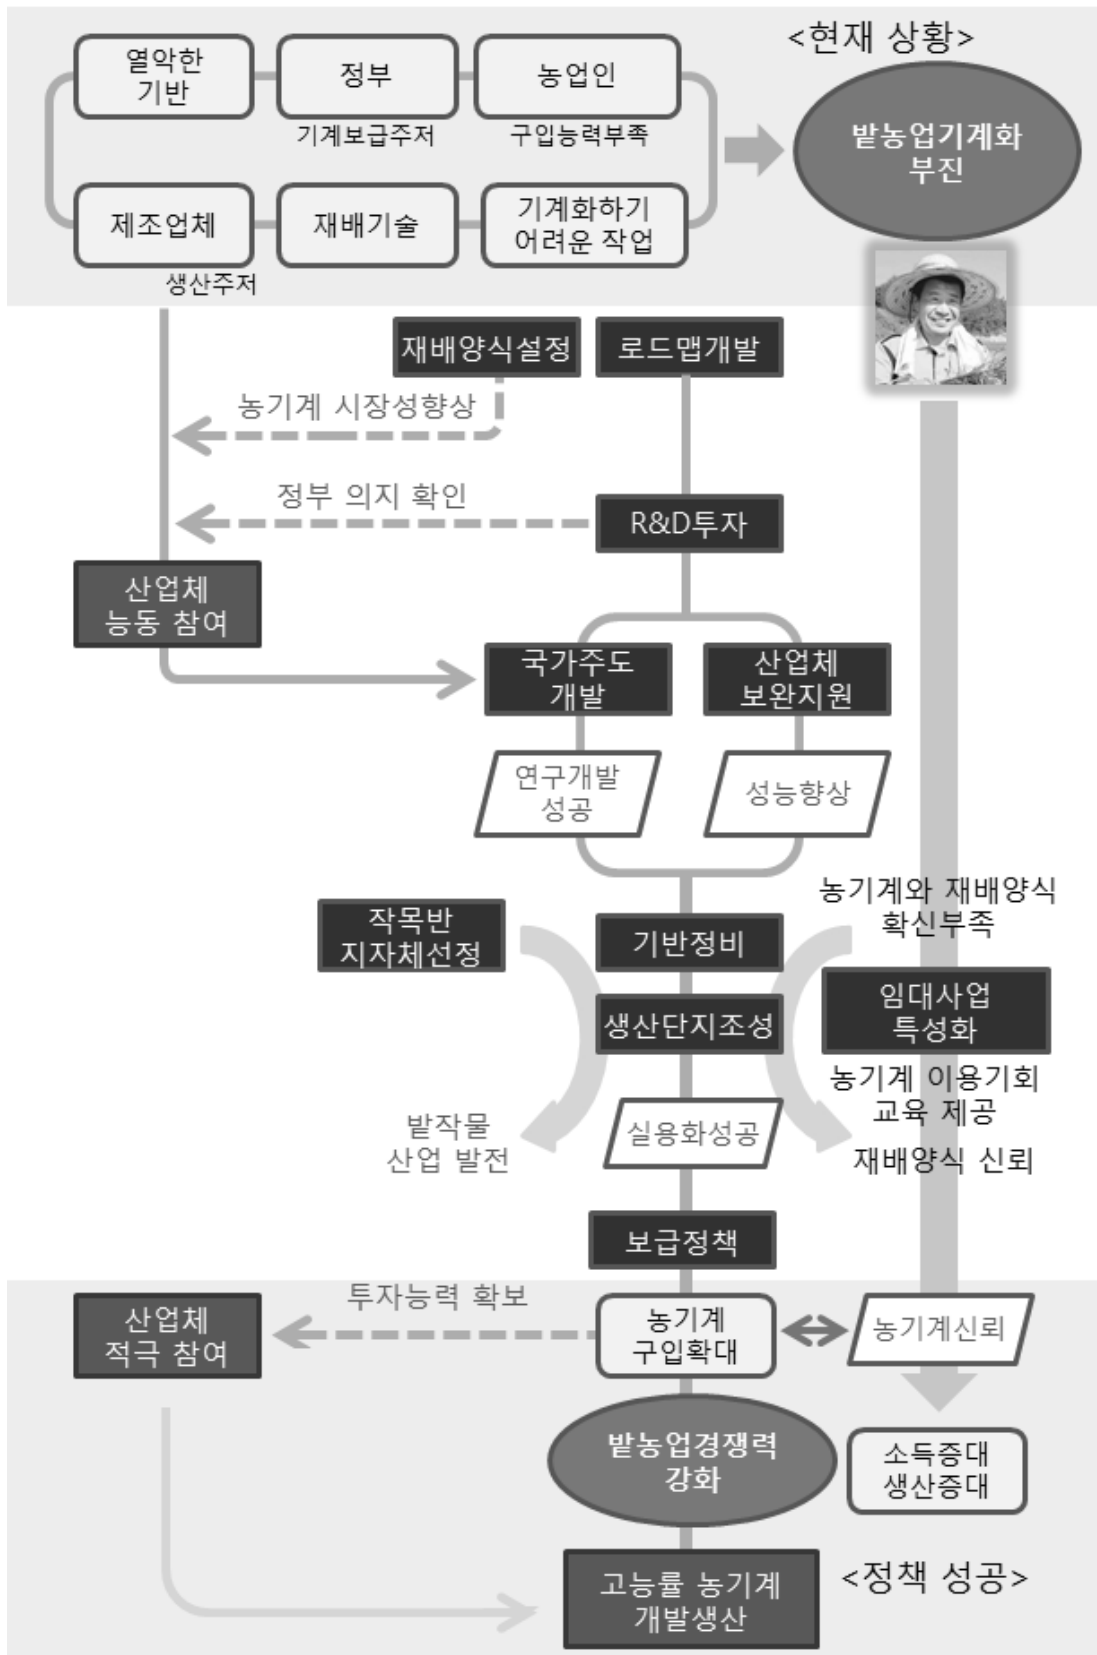 <현재 상황>
열악한
기반
정부
농업인
기계보급주저
구입능력부족
밭농업기계화
부진
제조업체
재배기술
기계화하기
어려운 작업
생산주저
재배양식설정
로드맵개발
농기계 시장성향상
정부 의지 확인
R&D투자
산업체
능동 참여
국가주도
개발
산업체
보완지원
연구개발
성공
성능향상
농기계와 재배양식
확신부족
작목반
지자체선정
기반정비
임대사업
특성화
생산단지조성
농기계 이용기회
교육 제공
밭작물
산업 발전
실용화성공
재배양식 신뢰
보급정책
투자능력 확보
산업체
적극 참여
농기계
구입확대
농기계신뢰
밭농업경쟁력
강화
소득증대
생산증대
<정책 성공>
고능률 농기계
개발생산